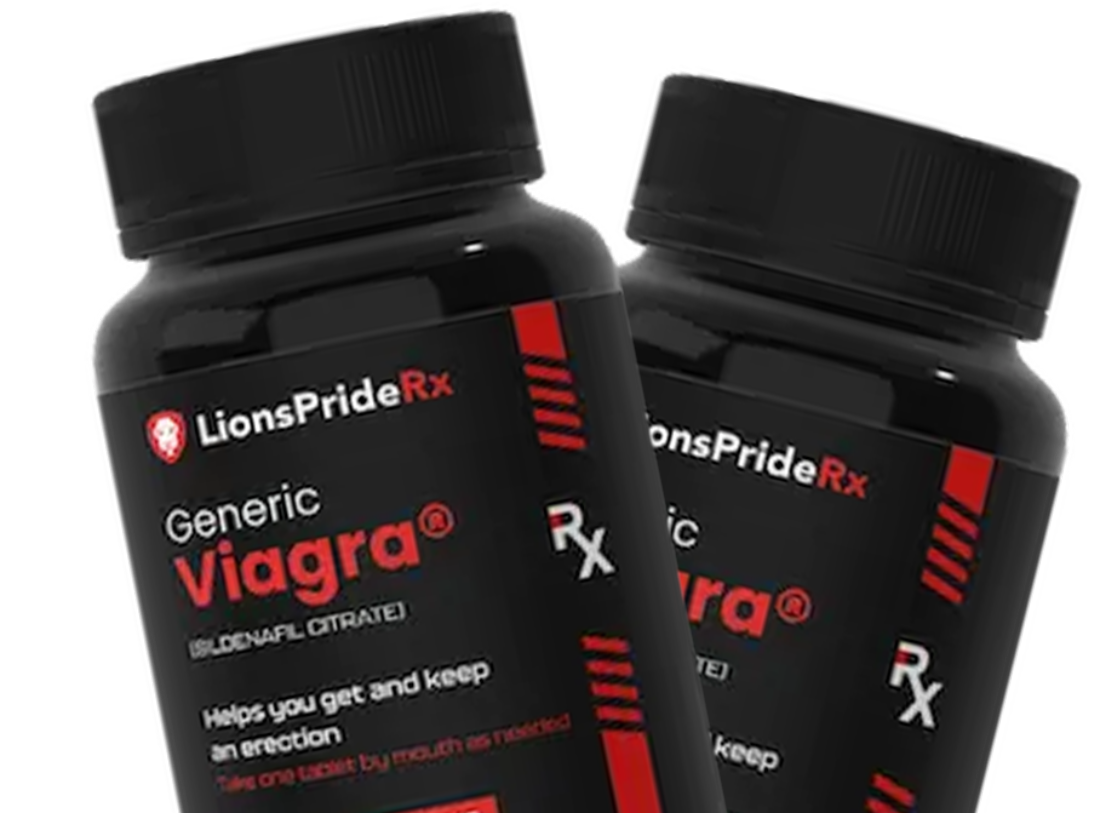 LionsPrideRx
Generic
Viagra®
(SILDENAFIL CITRATE)
Helps you get and keep
an erection
Take one tablet by mouth as needed
Rx
onsPrideRx
ic
ra®
TE)
keep
Rx